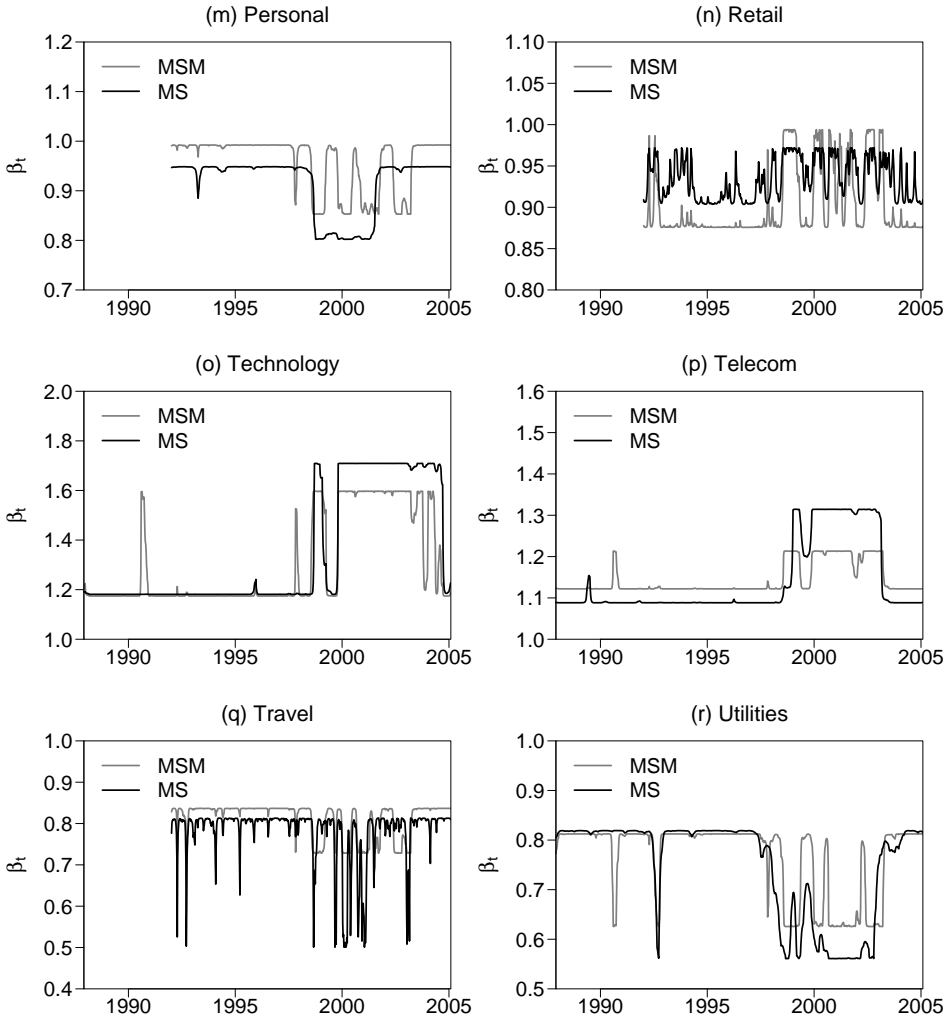 (m) Personal
1.2
1.1
1.0
0.9
0.8
0.7
βt
MSM
MS
1990 1995 2000 2005
(n) Retail
1.10
1.05
1.00
0.95
0.90
0.85
0.80
βt
MSM
MS
1990 1995 2000 2005
(o) Technology
2.0
1.8
1.6
1.4
1.2
1.0
βt
MSM
MS
1990 1995 2000 2005
(p) Telecom
1.6
1.5
1.4
1.3
1.2
1.1
1.0
βt
MSM
MS
1990 1995 2000 2005
(q) Travel
1.0
0.9
0.8
0.7
0.6
0.5
0.4
βt
MSM
MS
1990 1995 2000 2005
(r) Utilities
1.0
0.9
0.8
0.7
0.6
0.5
βt
MSM
MS
1990 1995 2000 2005